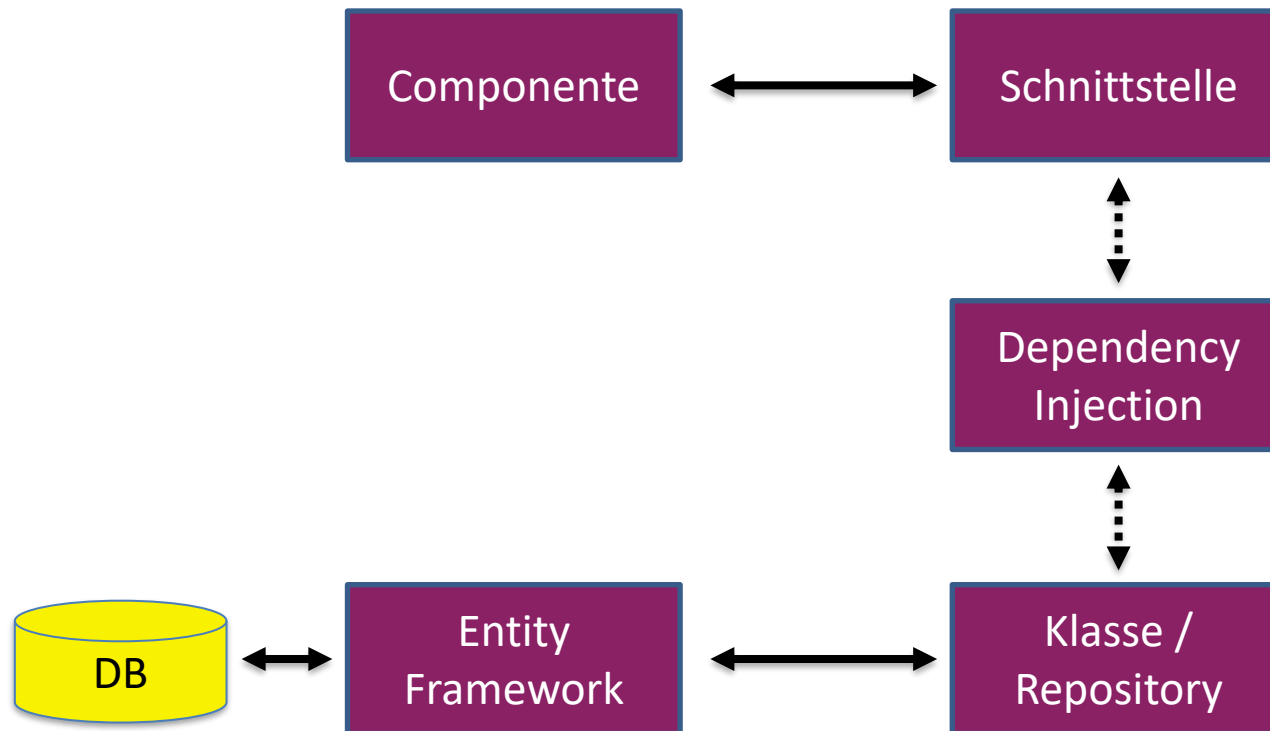 Componente
Schnittstelle
Dependency
Injection
DB
Entity
Framework
Klasse /
Repository